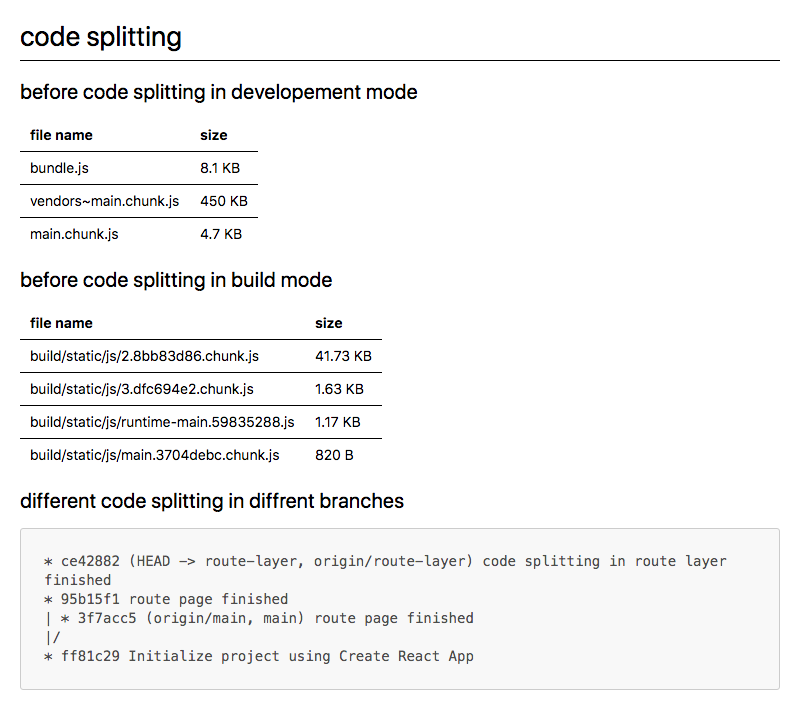 code splitting
before code splitting in developement mode
file name size
bundle.js 8.1 KB
vendors~main.chunk.js 450 KB
main.chunk.js 4.7 KB
before code splitting in build mode
file name size
build/static/js/2.8bb83d86.chunk.js 41.73 KB
build/static/js/3.dfc694e2.chunk.js 1.63 KB
build/static/js/runtime-main.59835288.js 1.17 KB
build/static/js/main.3704debc.chunk.js 820 B
different code splitting in diffrent branches
* ce42882 (HEAD -> route-layer, origin/route-layer) code splitting in route layer
finished
* 95b15f1 route page finished
| * 3f7acc5 (origin/main, main) route page finished
|/
* ff81c29 Initialize project using Create React App